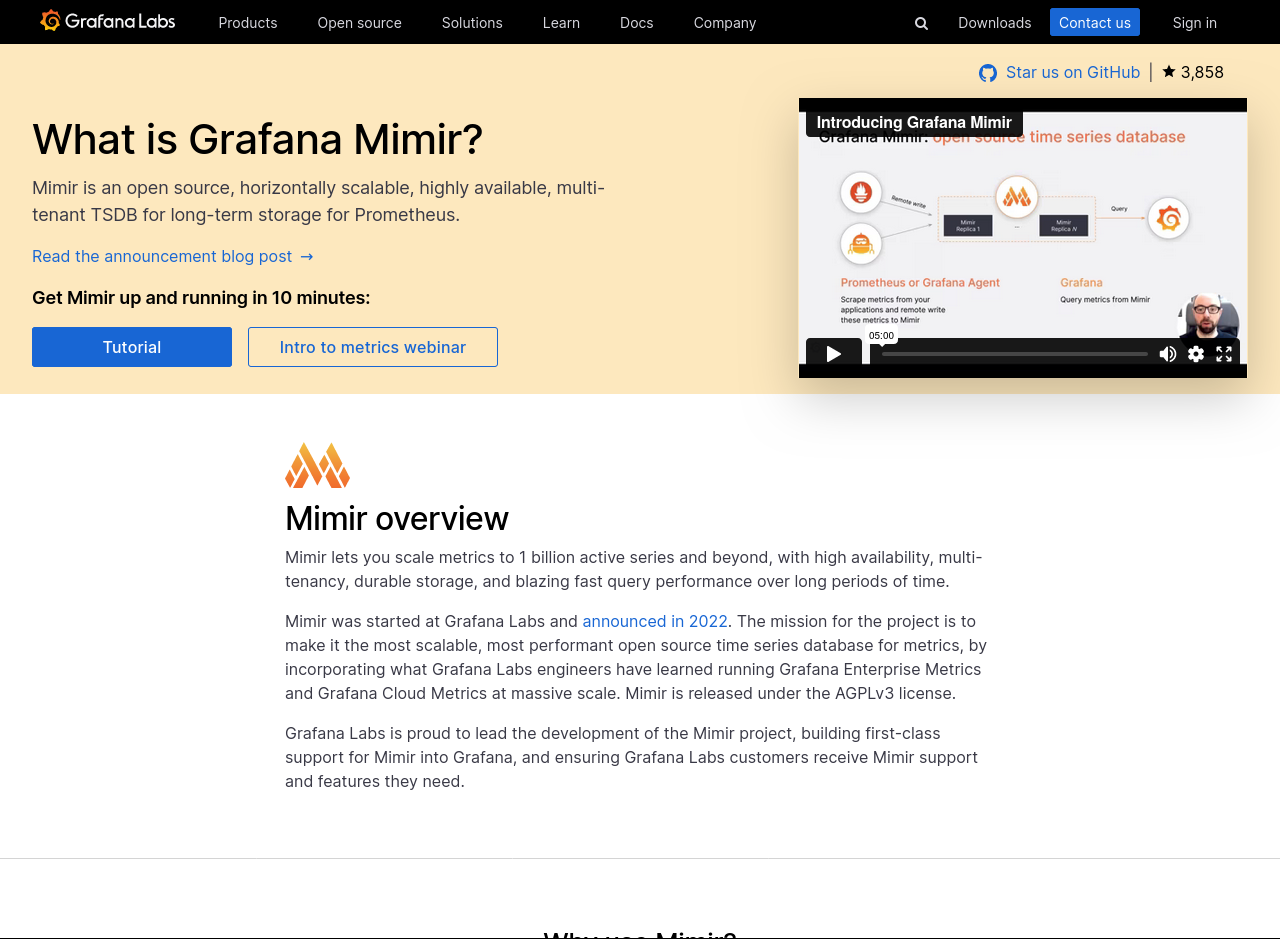 Grafana Labs
Products
Open source
Solutions
Learn
Docs
Company
Downloads
Contact us
Sign in
Star us on GitHub | ★ 3,858
What is Grafana Mimir?
Mimir is an open source, horizontally scalable, highly available, multi-
tenant TSDB for long-term storage for Prometheus.
Read the announcement blog post →
Get Mimir up and running in 10 minutes:
Tutorial
Intro to metrics webinar
Introducing Grafana Mimir
Grafana Mimir: open source time series database
Remote write
Mimir
Replica 1
...
Mimir
Replica N
Query
Prometheus or Grafana Agent
Scrape metrics from your
applications and remote write
these metrics to Mimir
Grafana
Query metrics from Mimir
05:00
Mimir overview
Mimir lets you scale metrics to 1 billion active series and beyond, with high availability, multi-
tenancy, durable storage, and blazing fast query performance over long periods of time.
Mimir was started at Grafana Labs and announced in 2022. The mission for the project is to
make it the most scalable, most performant open source time series database for metrics, by
incorporating what Grafana Labs engineers have learned running Grafana Enterprise Metrics
and Grafana Cloud Metrics at massive scale. Mimir is released under the AGPLv3 license.
Grafana Labs is proud to lead the development of the Mimir project, building first-class
support for Mimir into Grafana, and ensuring Grafana Labs customers receive Mimir support
and features they need.
Why use Mimir?